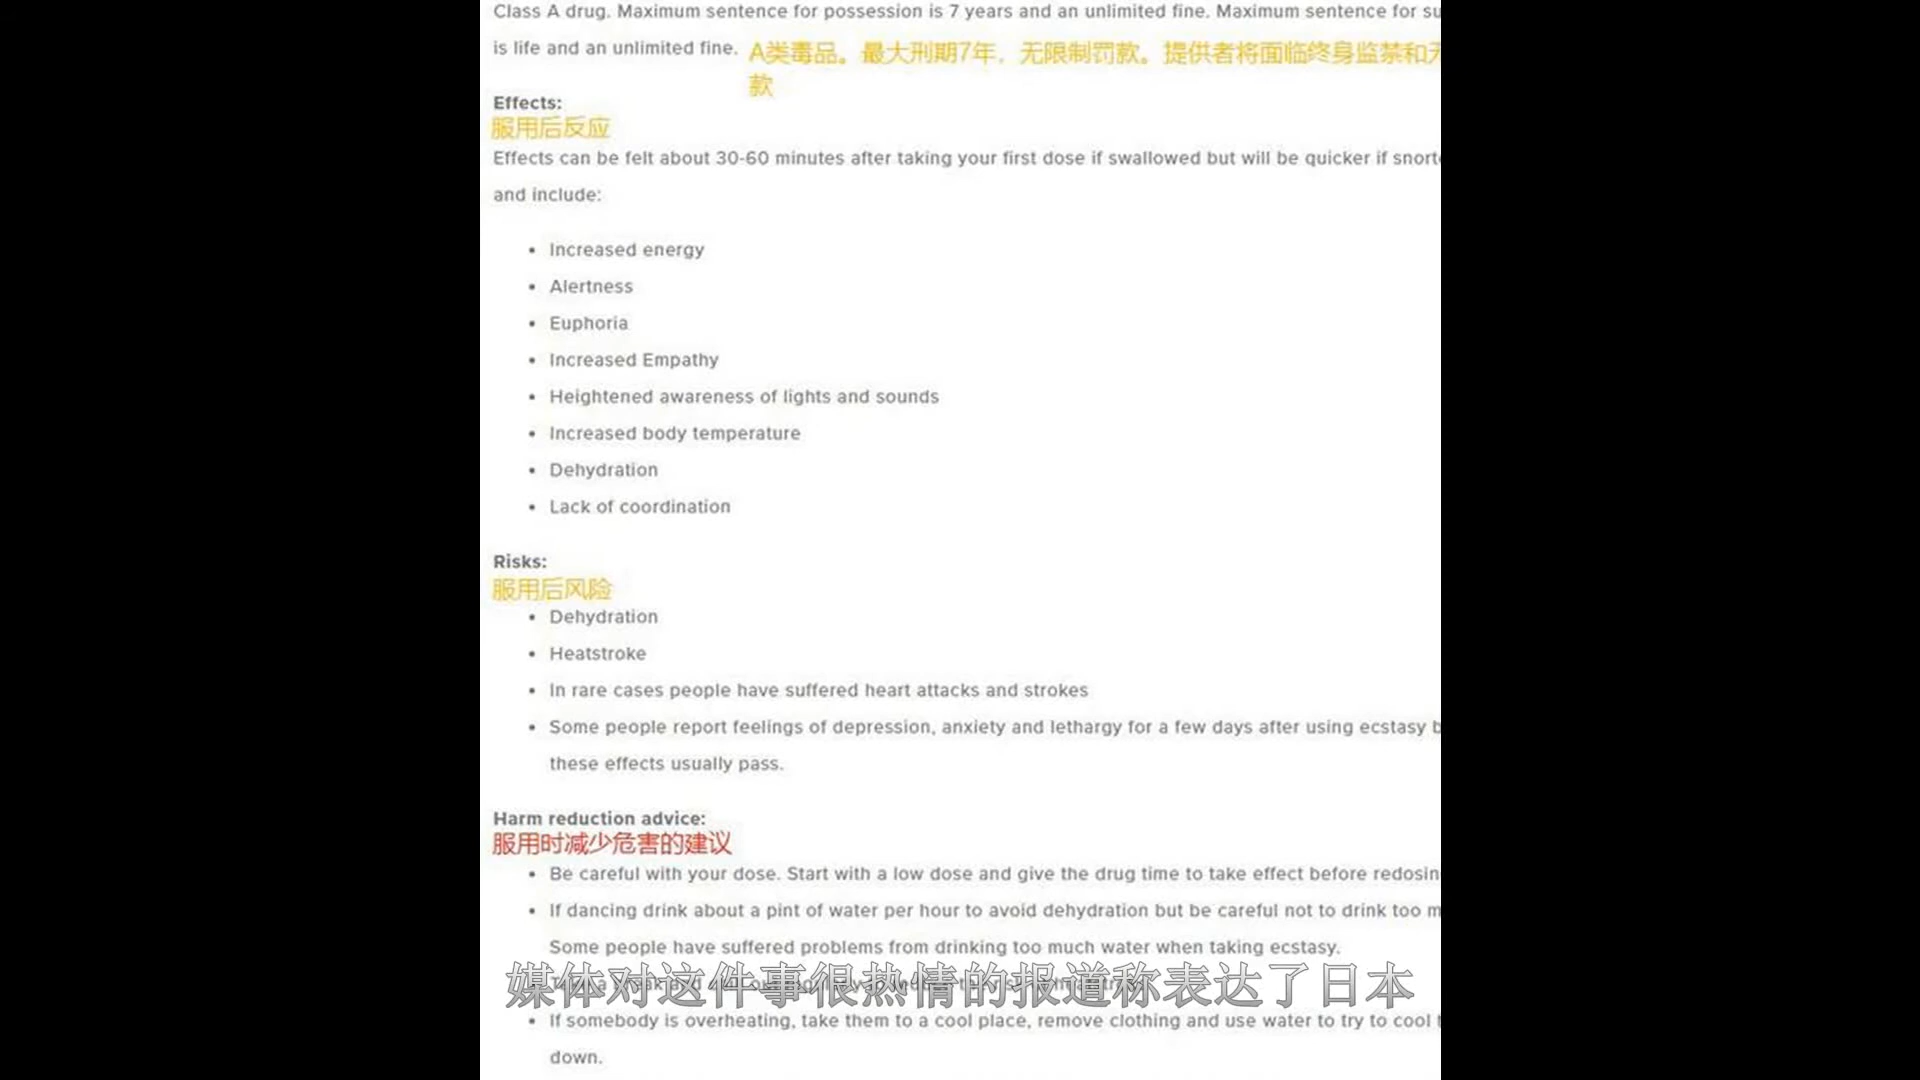 Class A drug. Maximum sentence for possession is 7 years and an unlimited fine. Maximum sentence for su
is life and an unlimited fine.
A类毒品。最大刑期7年，无限制罚款。提供者将面临终身监禁和无
款
Effects:
服用后反应
Effects can be felt about 30-60 minutes after taking your first dose if swallowed but will be quicker if snort
and include:
• Increased energy
• Alertness
• Euphoria
• Increased Empathy
• Heightened awareness of lights and sounds
• Increased body temperature
• Dehydration
• Lack of coordination
Risks:
服用后风险
• Dehydration
• Heatstroke
• In rare cases people have suffered heart attacks and strokes
• Some people report feelings of depression, anxiety and lethargy for a few days after using ecstasy b
these effects usually pass.
Harm reduction advice:
服用时减少危害的建议
• Be careful with your dose. Start with a low dose and give the drug time to take effect before redosin
• If dancing drink about a pint of water per hour to avoid dehydration but be careful not to drink too m
Some people have suffered problems from drinking too much water when taking ecstasy.
媒体对这件事很热情的报道称表达了日本
• If somebody is overheating, take them to a cool place, remove clothing and use water to try to cool t
down.